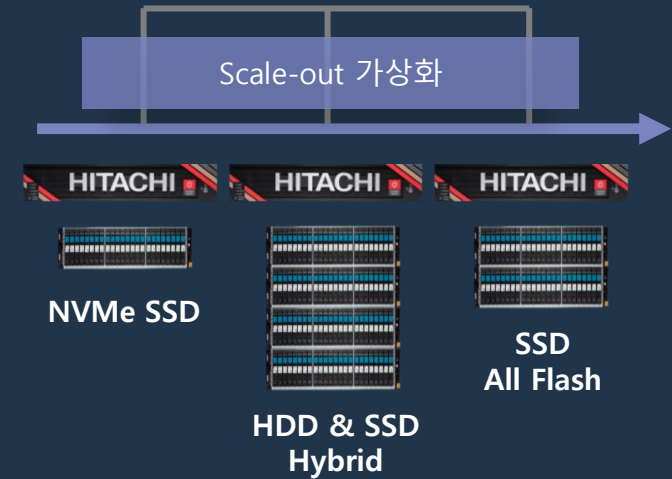 Scale-out 가상화
HITACHI
HITACHI
HITACHI
NVMe SSD
HDD & SSD
Hybrid
SSD
All Flash